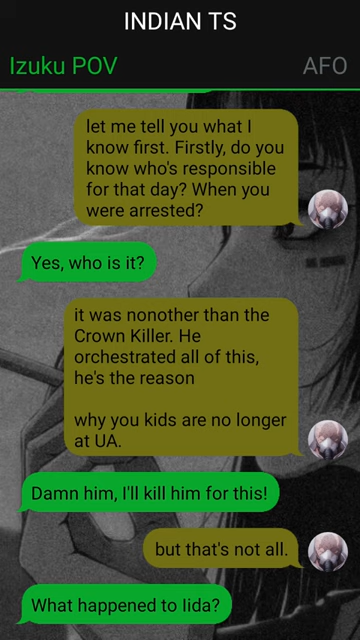 INDIAN TS
Izuku POV AFO
let me tell you what I
know first. Firstly, do you
know who's responsible
for that day? When you
were arrested?
Yes, who is it?
it was nonother than the
Crown Killer. He
orchestrated all of this,
he's the reason
why you kids are no longer
at UA.
Damn him, I'll kill him for this!
but that's not all.
What happened to Iida?